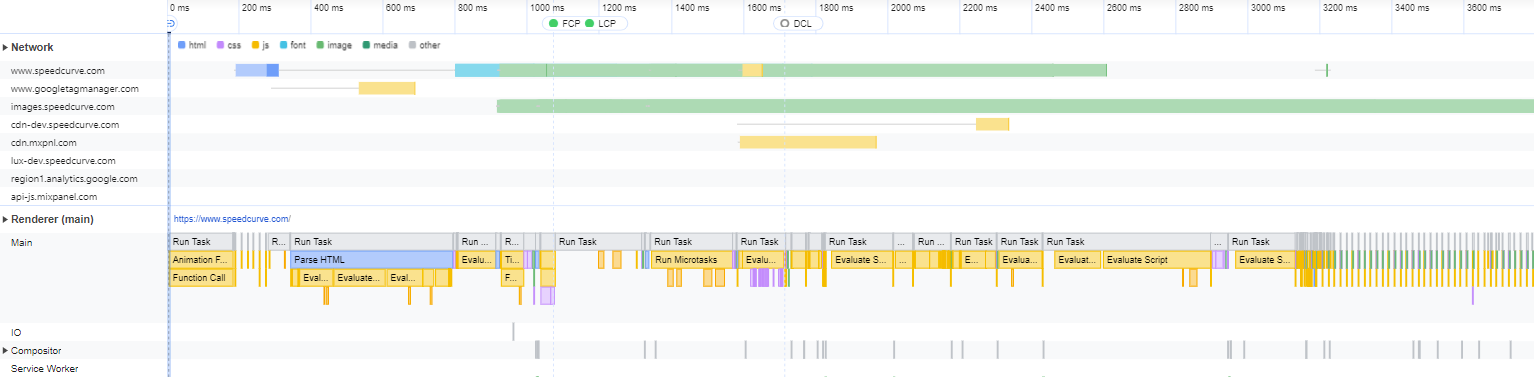 0 ms 200 ms 400 ms 600 ms 800 ms 1000 ms 1200 ms 1400 ms 1600 ms 1800 ms 2000 ms 2200 ms 2400 ms 2600 ms 2800 ms 3000 ms 3200 ms 3400 ms 3600 ms
FCP LCP DCL
Network html css js font image media other
www.speedcurve.com
www.googletagmanager.com
images.speedcurve.com
cdn-dev.speedcurve.com
cdn.mxpnl.com
lux-dev.speedcurve.com
region1.analytics.google.com
api-js.mixpanel.com
Renderer (main) https://www.speedcurve.com/
Main Run Task R... Run Task Run ... R... Run Task Run Task Run Task Run Task ... Run ... Run Task Run Task Run Task ... Run Task
Animation F... Parse HTML Evalu... Ti... Run Microtasks Evalu... Evaluate S... ... E... Evalua... Evaluat... Evaluate Script Evaluate S...
Function Call Eval... Evaluate... Eval... F...
IO
Compositor
Service Worker